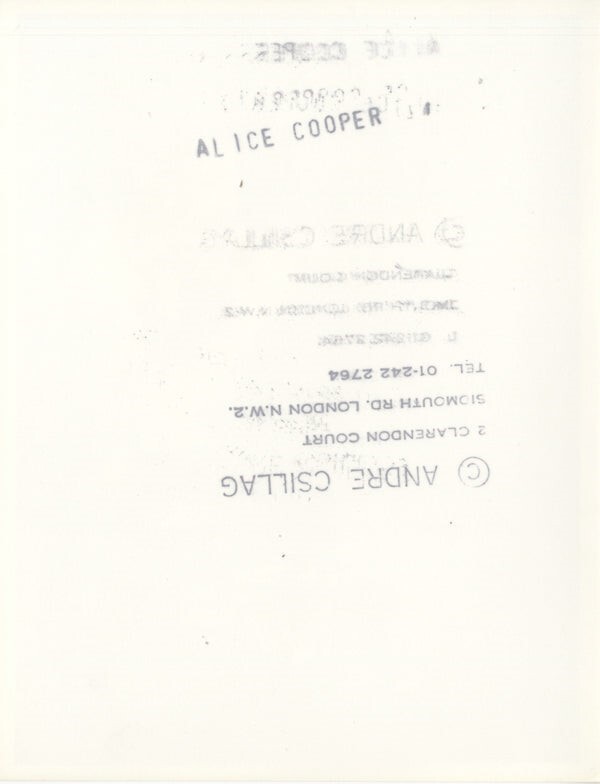 ALICE COOPER
© ANDRE CSILLAG
2 CLARENDON COURT
SIDMOUTH RD. LONDON N.W.2.
TEL. 01-242 2764